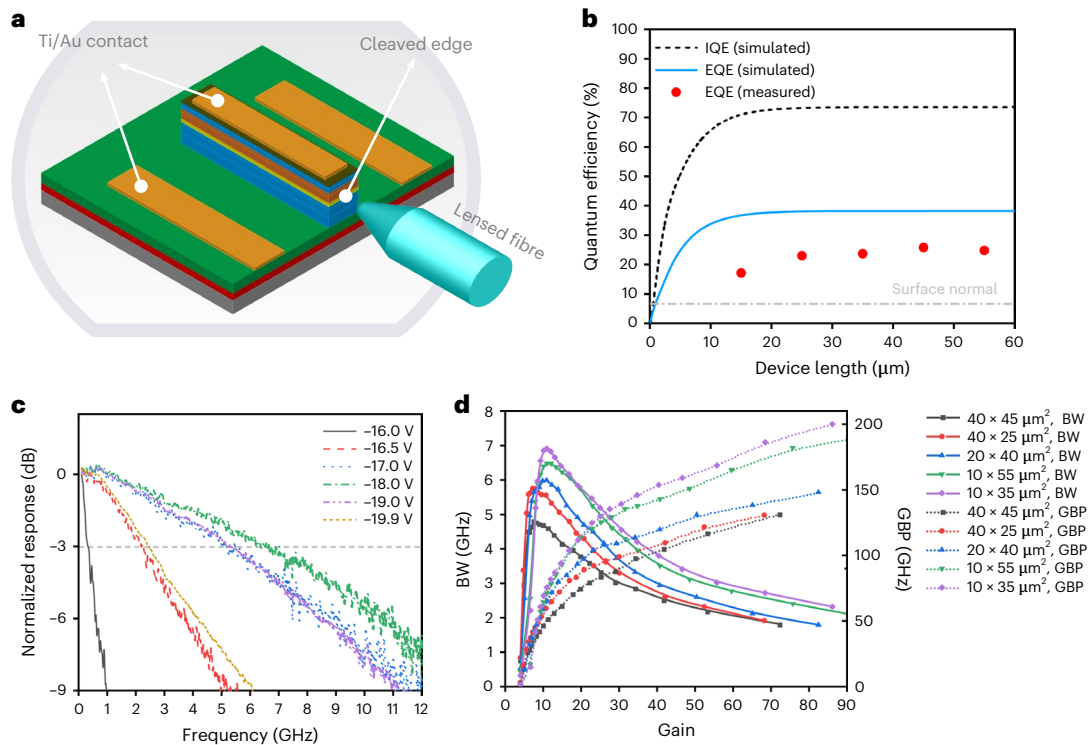 a
Ti/Au contact
Cleaved edge
Lensed fibre
b
100
90
80
70
60
50
40
30
20
10
0
Quantum efficiency (%)
IQE (simulated)
EQE (simulated)
EQE (measured)
Surface normal
0 10 20 30 40 50 60
Device length (μm)
c
0
–3
–6
–9
Normalized response (dB)
–16.0 V
–16.5 V
–17.0 V
–18.0 V
–19.0 V
–19.9 V
0 1 2 3 4 5 6 7 8 9 10 11 12
Frequency (GHz)
d
8
7
6
5
4
3
2
1
0
BW (GHz)
200
150
100
50
0
GBP (GHz)
0 10 20 30 40 50 60 70 80 90
Gain
40 × 45 μm², BW
40 × 25 μm², BW
20 × 40 μm², BW
10 × 55 μm², BW
10 × 35 μm², BW
40 × 45 μm², GBP
40 × 25 μm², GBP
20 × 40 μm², GBP
10 × 55 μm², GBP
10 × 35 μm², GBP